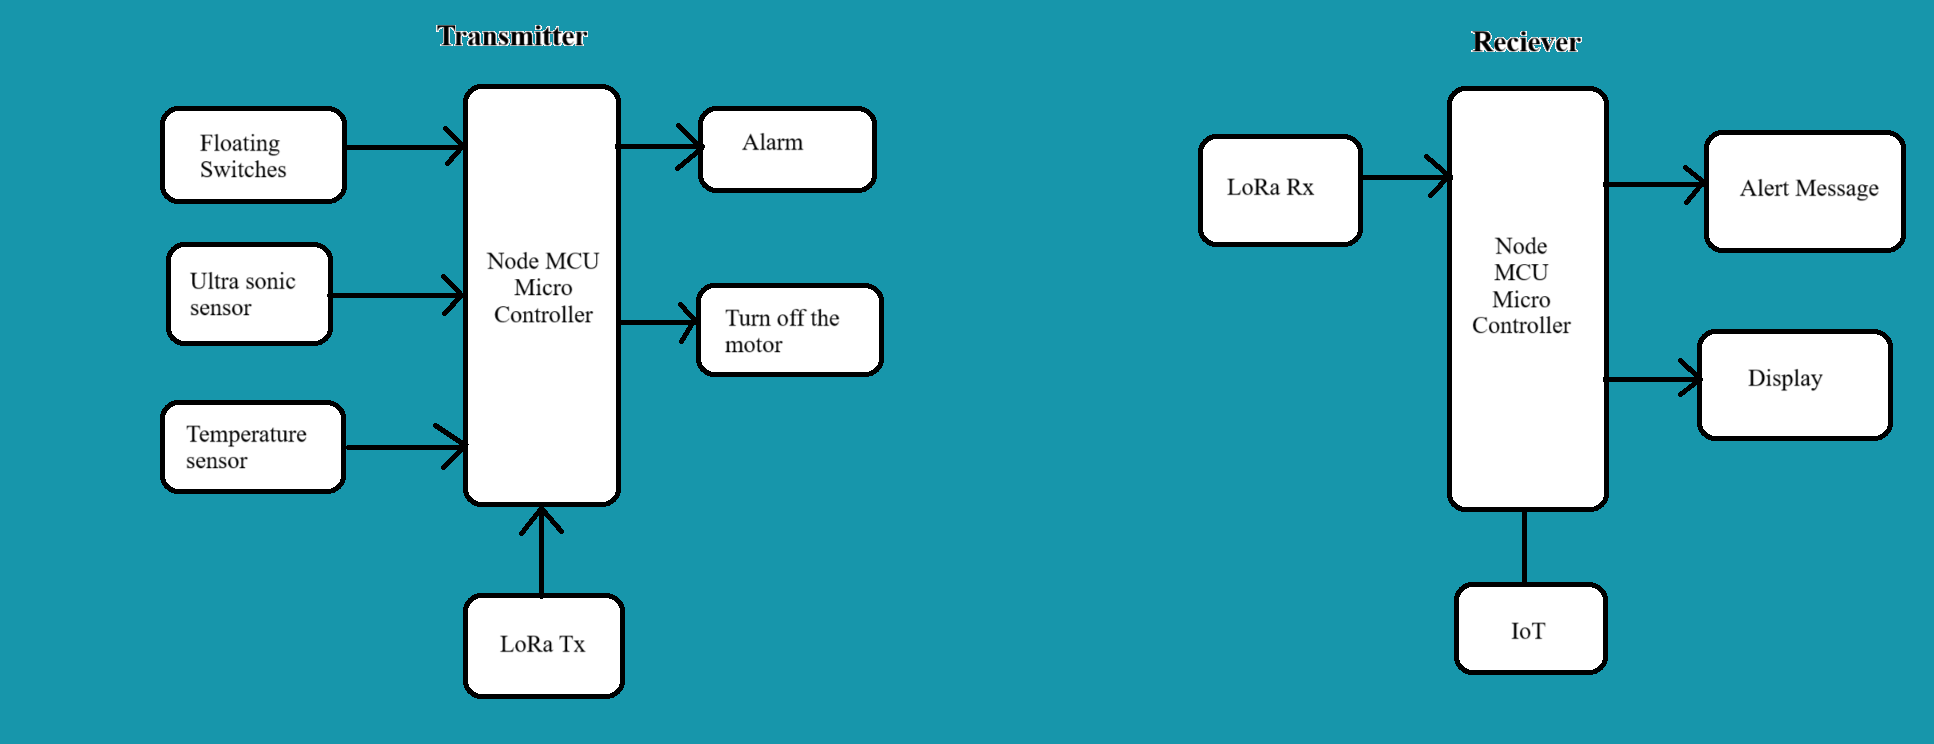 Transmitter
Floating
Switches
Ultra sonic
sensor
Temperature
sensor
Node MCU
Micro
Controller
Alarm
Turn off the
motor
LoRa Tx
Reciever
LoRa Rx
Node
MCU
Micro
Controller
Alert Message
Display
IoT